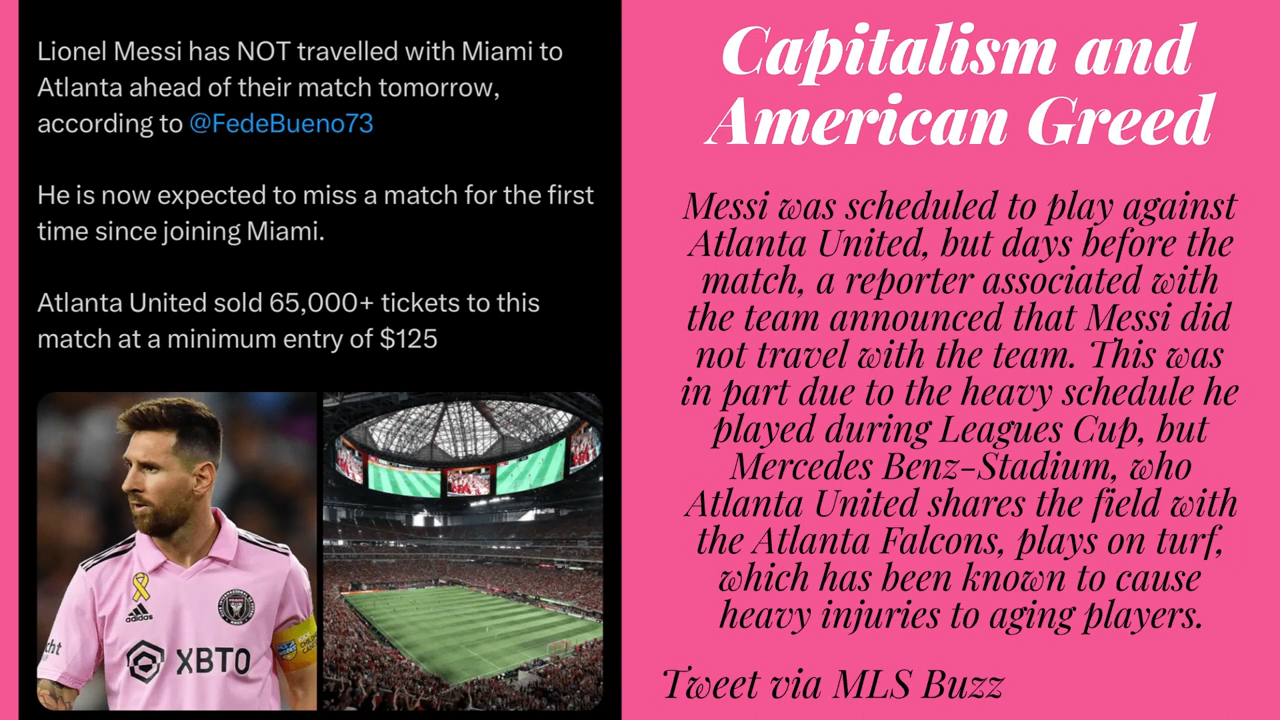 Lionel Messi has NOT travelled with Miami to
Atlanta ahead of their match tomorrow,
according to @FedeBueno73
He is now expected to miss a match for the first
time since joining Miami.
Atlanta United sold 65,000+ tickets to this
match at a minimum entry of $125
adidas
XBTO
Capitalism and
American Greed
Messi was scheduled to play against
Atlanta United, but days before the
match, a reporter associated with
the team announced that Messi did
not travel with the team. This was
in part due to the heavy schedule he
played during Leagues Cup, but
Mercedes Benz-Stadium, who
Atlanta United shares the field with
the Atlanta Falcons, plays on turf,
which has been known to cause
heavy injuries to aging players.
Tweet via MLS Buzz